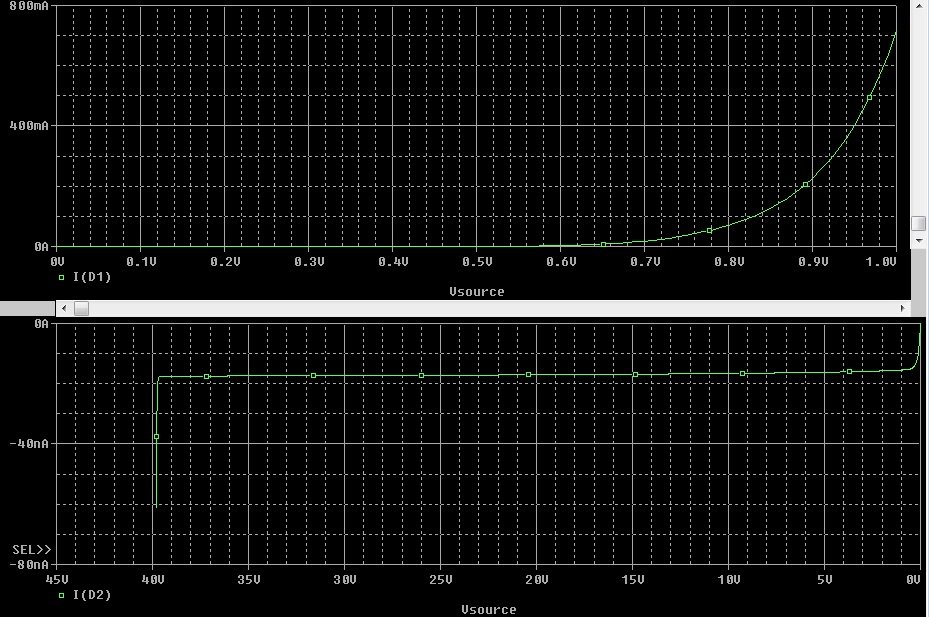 800mA
400mA
0A
0V 0.1V 0.2V 0.3V 0.4V 0.5V 0.6V 0.7V 0.8V 0.9V 1.0V
I(D1)
Vsource
0A
-40nA
SEL>>
-80nA
45V 40V 35V 30V 25V 20V 15V 10V 5V 0V
I(D2)
Vsource